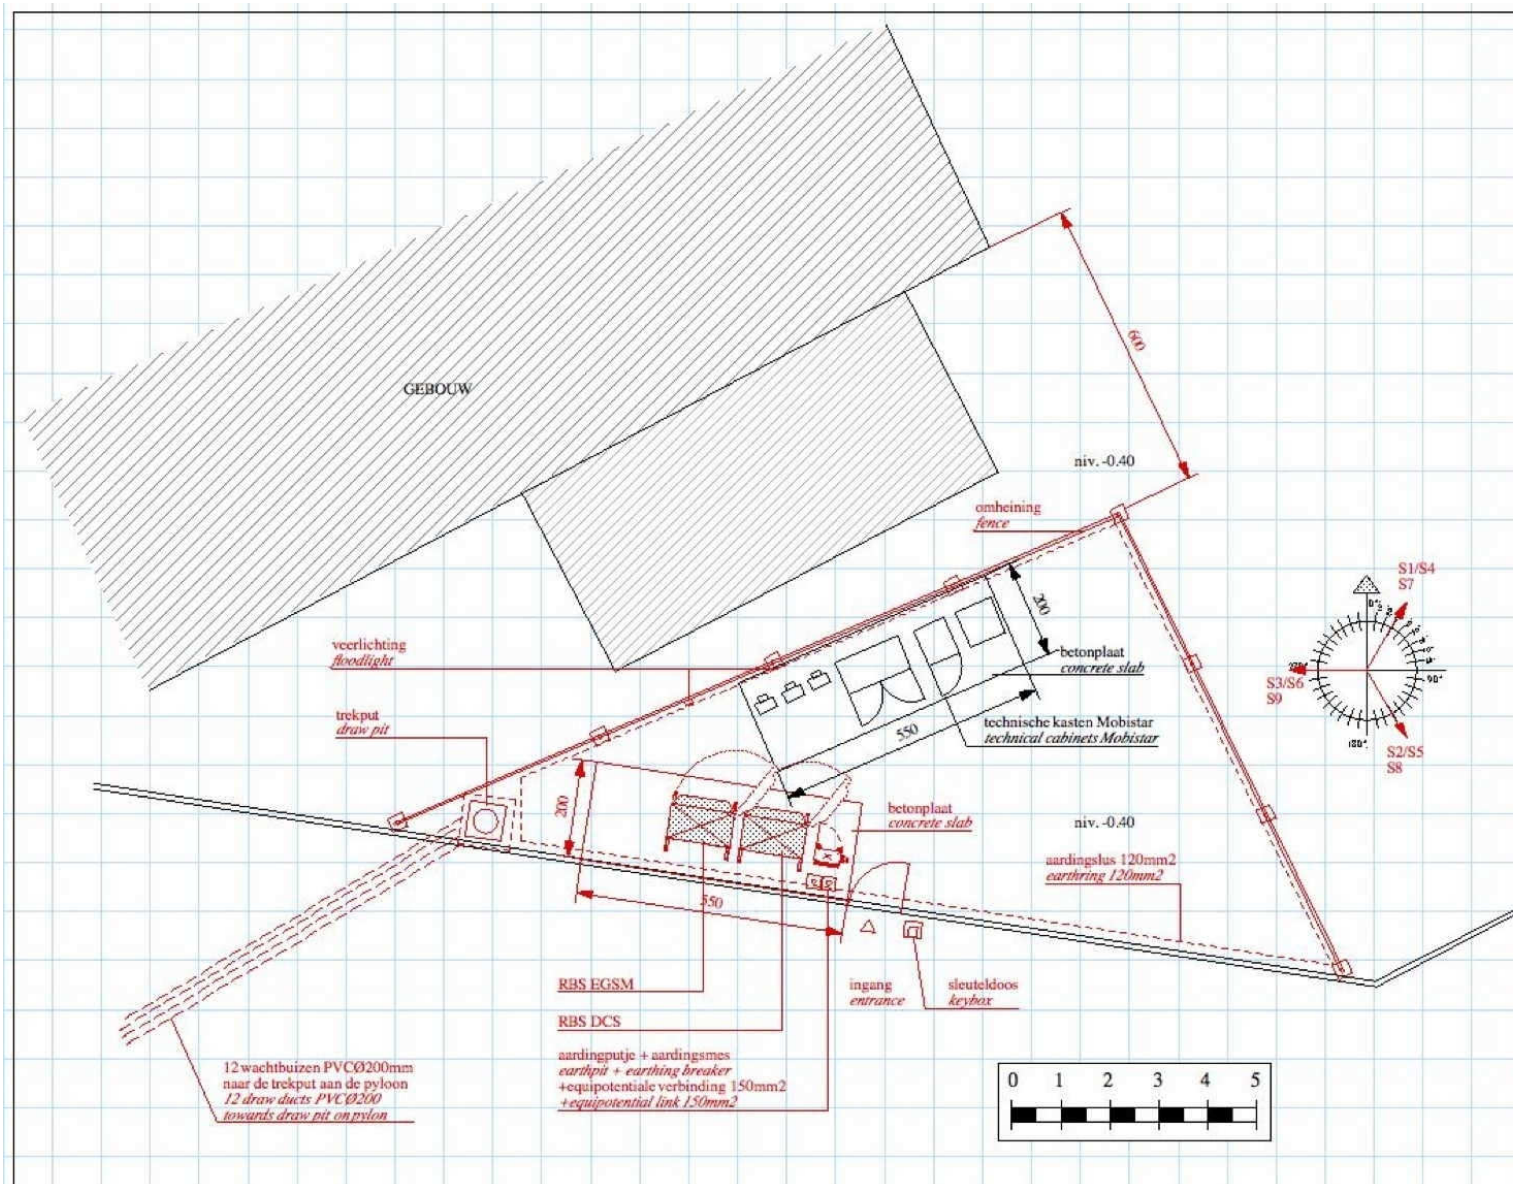 GEBOUW
600
niv. -0.40
omheining
fence
200
S1/S4
S7
veerlichting
floodlight
betonplaat
concrete slab
S3/S6
S9
90°
trekput
draw pit
technische kasten Mobistar
technical cabinets Mobistar
550
180°
S2/S5
S8
200
betonplaat
concrete slab
niv. -0.40
aardingslus 120mm2
earthring 120mm2
550
RBS EGSM
ingang
entrance
sleuteldoos
keybox
RBS DCS
aardingputje + aardingsmes
earthpit + earthing breaker
+equipotentiale verbinding 150mm2
+equipotential link 150mm2
12 wachtbuizen PVCØ200mm
naar de trekput aan de pyloon
12 draw ducts PVCØ200
towards draw pit on pylon
0 1 2 3 4 5